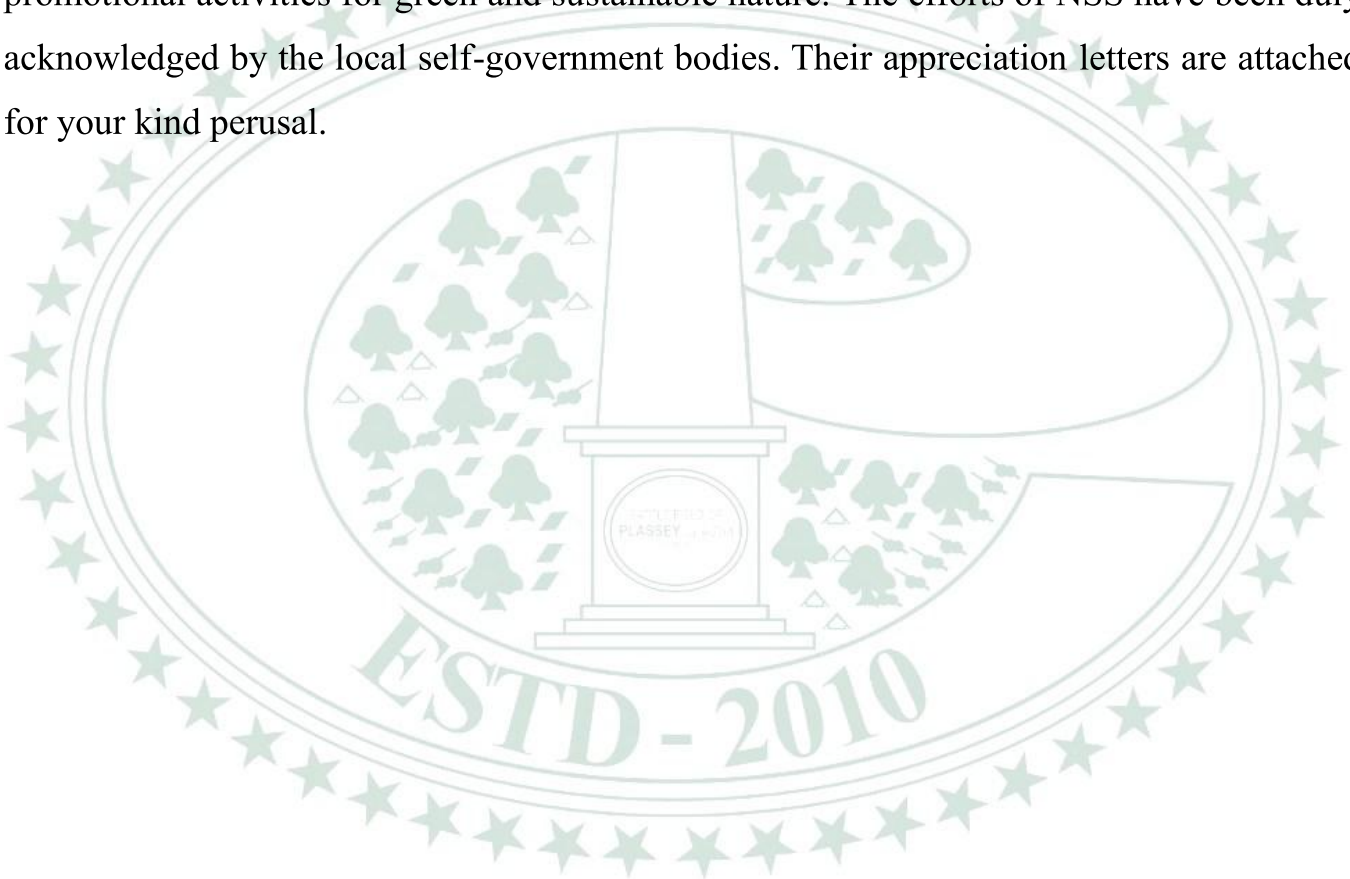 promotional activities for green and sustainable nature. The efforts of NSS have been duly
acknowledged by the local self-government bodies. Their appreciation letters are attached
for your kind perusal.
PLASSEY
ESTD - 2010